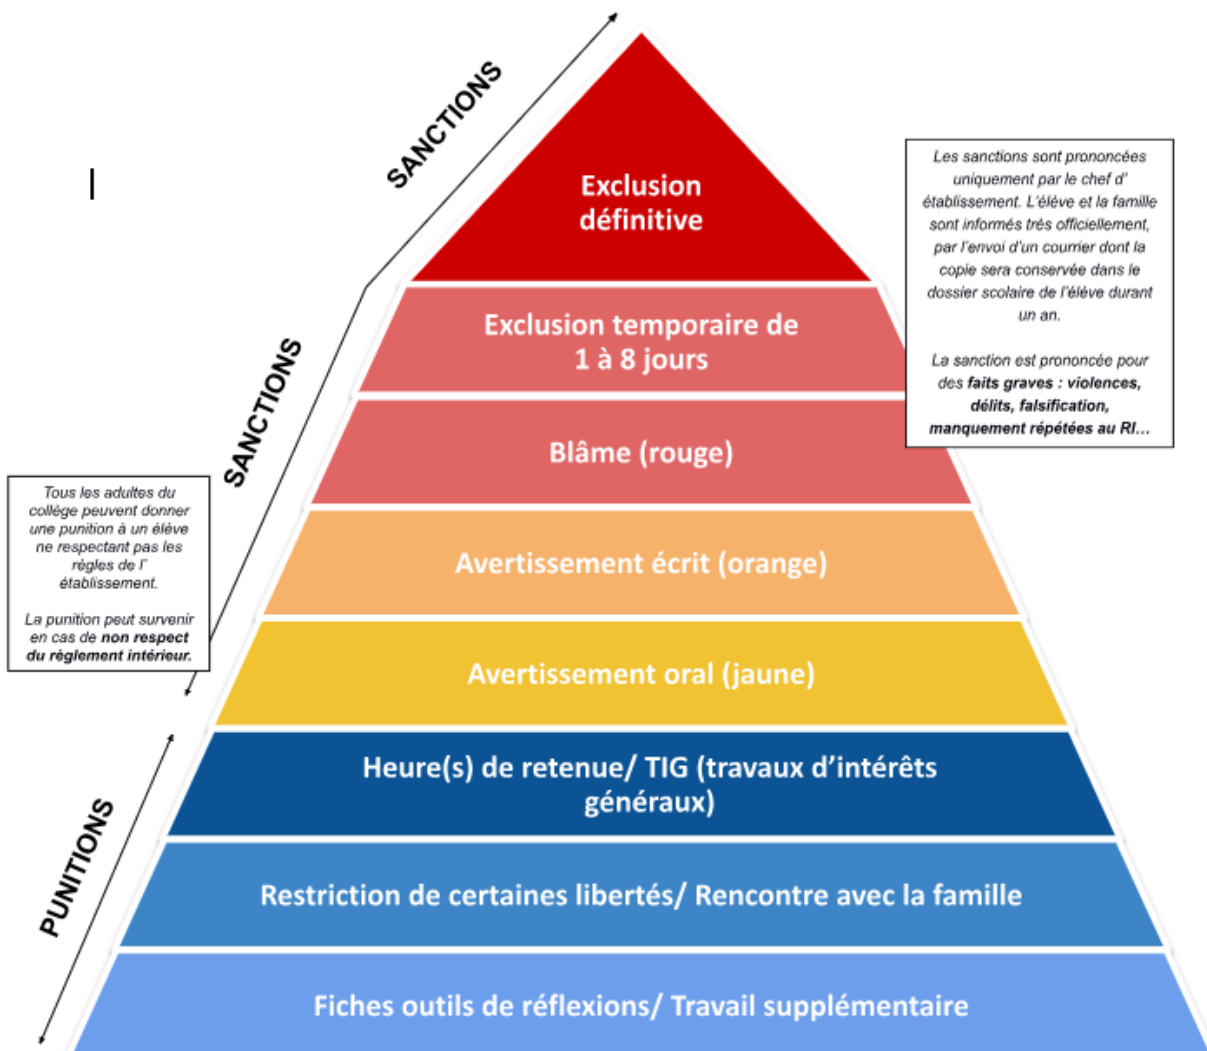 SANCTIONS
Exclusion
définitive
Les sanctions sont prononcées
uniquement par le chef d'
établissement. L'élève et la famille
sont informés très officiellement,
par l'envoi d'un courrier dont la
copie sera conservée dans le
dossier scolaire de l'élève durant
un an.
La sanction est prononcée pour
des faits graves : violences,
délits, falsification,
manquement répétées au RI...
Exclusion temporaire de
1 à 8 jours
SANCTIONS
Blâme (rouge)
Tous les adultes du
collège peuvent donner
une punition à un élève
ne respectant pas les
règles de l'
établissement.
La punition peut survenir
en cas de non respect
du règlement intérieur.
Avertissement écrit (orange)
Avertissement oral (jaune)
PUNITIONS
Heure(s) de retenue/ TIG (travaux d'intérêts
généraux)
Restriction de certaines libertés/ Rencontre avec la famille
Fiches outils de réflexions/ Travail supplémentaire